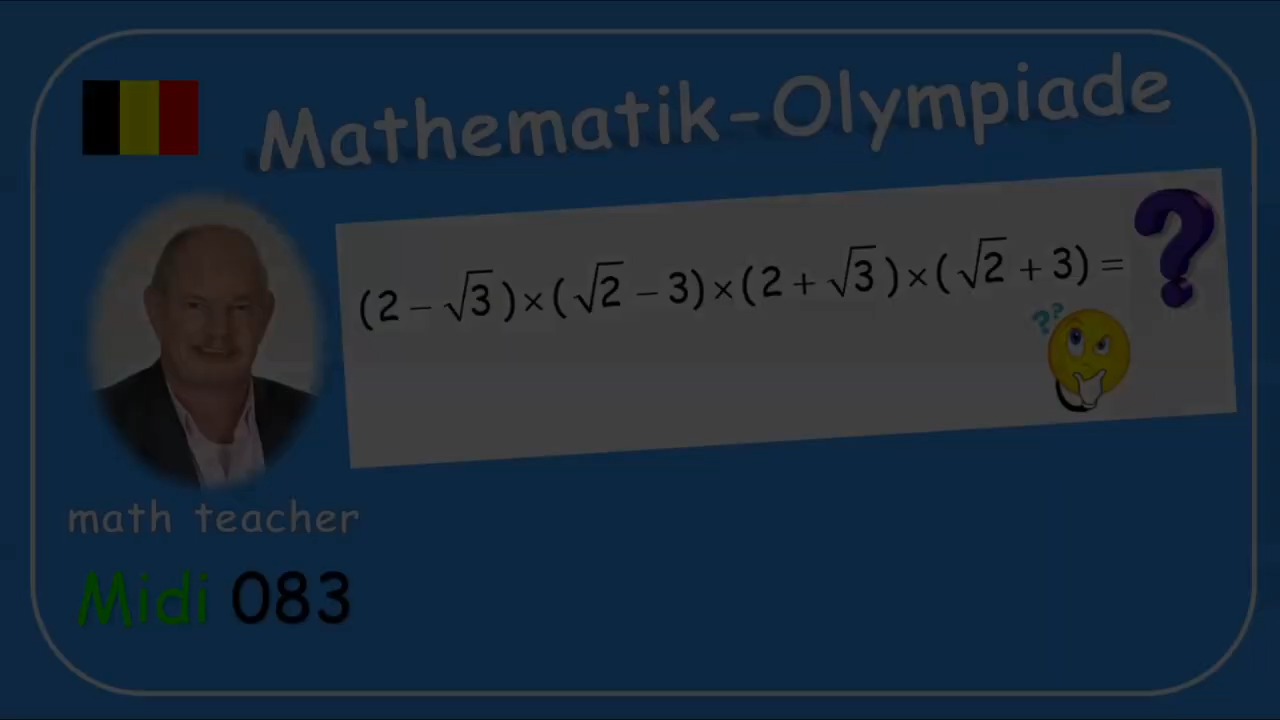 Mathematik-Olympiade
(2 − √3) × (√2 − 3) × (2 + √3) × (√2 + 3) = ?
??
math teacher
Midi 083